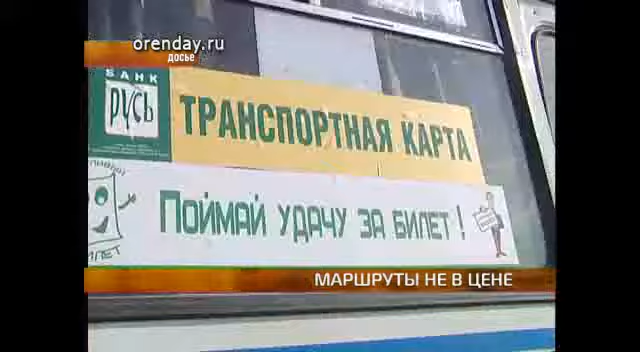 orenday.ru
досье
БАНК
РУСЬ
ТРАНСПОРТНАЯ КАРТА
ПОЙМАЙ УДАЧУ ЗА БИЛЕТ !
МАРШРУТЫ НЕ В ЦЕНЕ